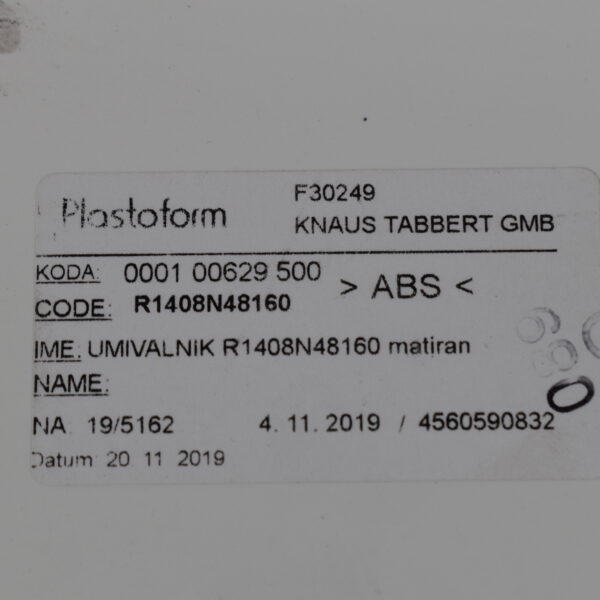 Plastoform
F30249
KNAUS TABBERT GMB
KODA: 0001 00629 500
> ABS <
CODE: R1408N48160
IME: UMIVALNiK R1408N48160 matiran
NAME:
NA: 19/5162 4. 11. 2019 / 4560590832
Datum: 20. 11. 2019